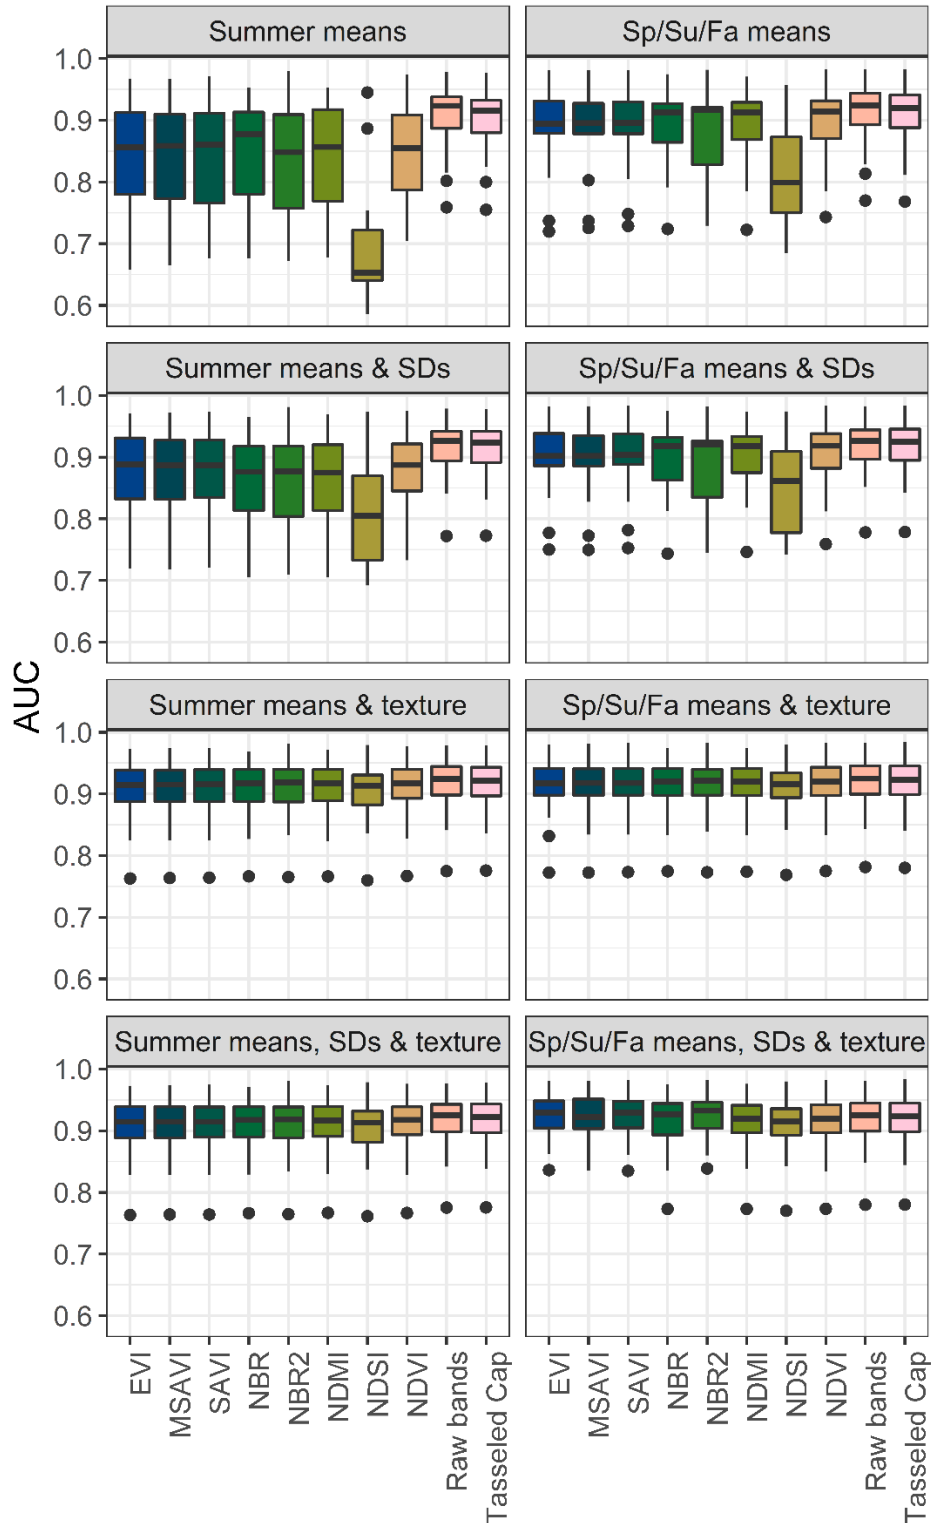 Summer means
Sp/Su/Fa means
1.0
0.9
0.8
0.7
0.6
Summer means & SDs
Sp/Su/Fa means & SDs
1.0
0.9
0.8
0.7
0.6
AUC
Summer means & texture
Sp/Su/Fa means & texture
1.0
0.9
0.8
0.7
0.6
Summer means, SDs & texture
Sp/Su/Fa means, SDs & texture
1.0
0.9
0.8
0.7
0.6
EVI
MSAVI
SAVI
NBR
NBR2
NDMI
NDSI
NDVI
Raw bands
Tasseled Cap
EVI
MSAVI
SAVI
NBR
NBR2
NDMI
NDSI
NDVI
Raw bands
Tasseled Cap